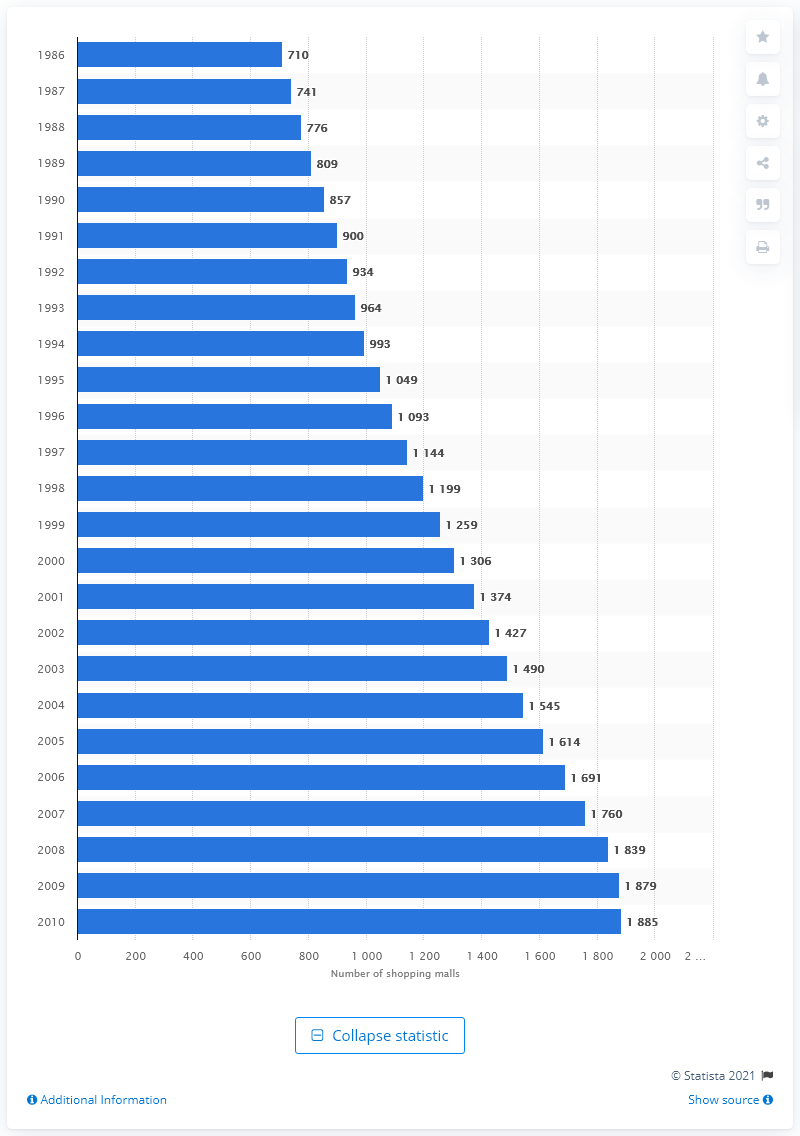 1986 710
1987 741
1988 776
1989 809
1990 857
1991 900
1992 934
1993 964
1994 993
1995 1 049
1996 1 093
1997 1 144
1998 1 199
1999 1 259
2000 1 306
2001 1 374
2002 1 427
2003 1 490
2004 1 545
2005 1 614
2006 1 691
2007 1 760
2008 1 839
2009 1 879
2010 1 885
0 200 400 600 800 1 000 1 200 1 400 1 600 1 800 2 000 2 ...
Number of shopping malls
Collapse statistic
© Statista 2021
Additional Information Show source